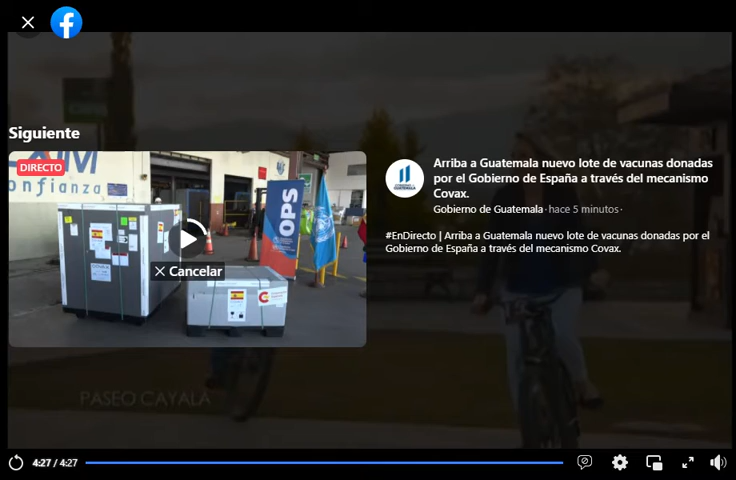 Siguiente
DIRECTO
confianza
OPS
Cancelar
Arriba a Guatemala nuevo lote de vacunas donadas
por el Gobierno de España a través del mecanismo
Covax.
Gobierno de Guatemala · hace 5 minutos ·
#EnDirecto | Arriba a Guatemala nuevo lote de vacunas donadas por el
Gobierno de España a través del mecanismo Covax.
PASEO CAYALA
4:27 / 4:27